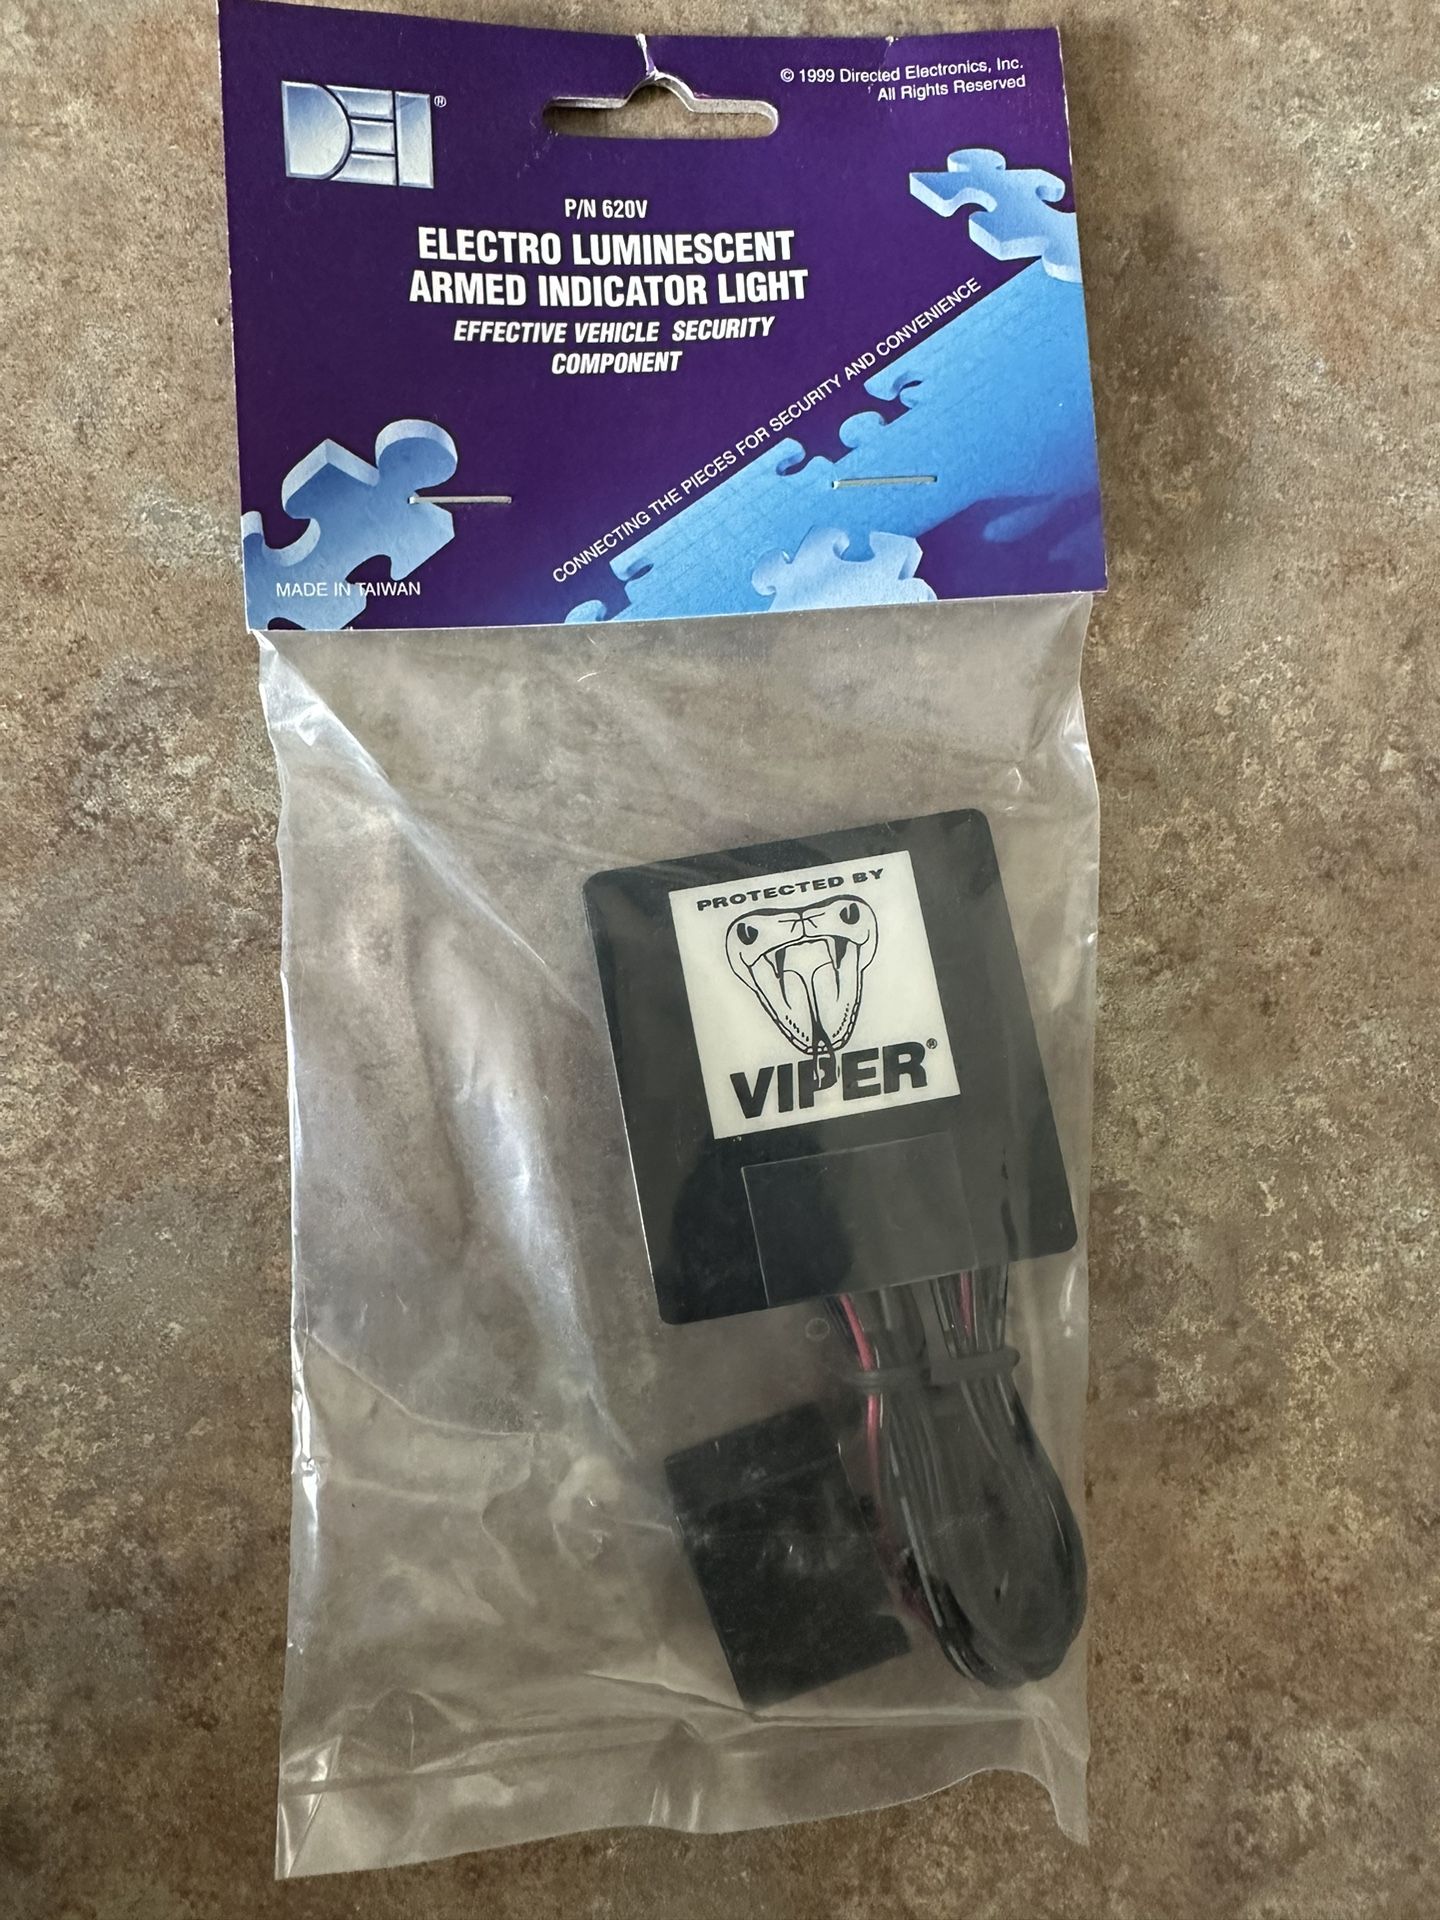 DEI®
© 1999 Directed Electronics, Inc.
All Rights Reserved
P/N 620V
ELECTRO LUMINESCENT
ARMED INDICATOR LIGHT
EFFECTIVE VEHICLE SECURITY
COMPONENT
CONNECTING THE PIECES FOR SECURITY AND CONVENIENCE
MADE IN TAIWAN
PROTECTED BY
VIPER®